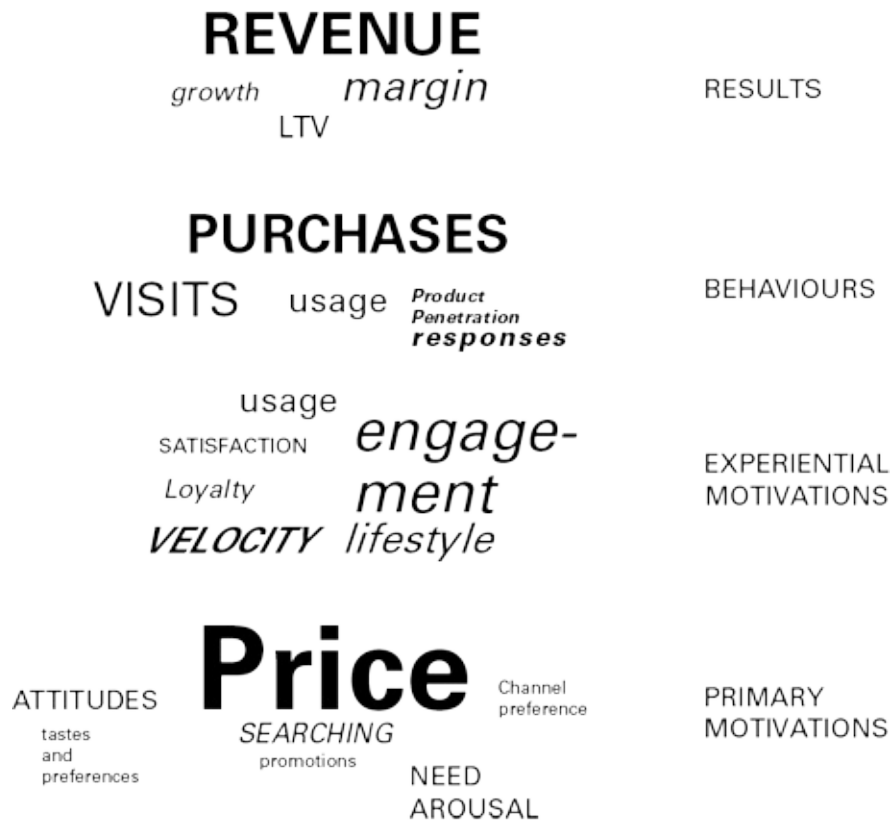 REVENUE
growth margin
LTV
RESULTS
PURCHASES
VISITS usage Product
Penetration
responses
BEHAVIOURS
usage
SATISFACTION
engage-
ment
Loyalty
VELOCITY lifestyle
EXPERIENTIAL
MOTIVATIONS
Price
ATTITUDES
tastes
and
preferences
SEARCHING
promotions
Channel
preference
NEED
AROUSAL
PRIMARY
MOTIVATIONS